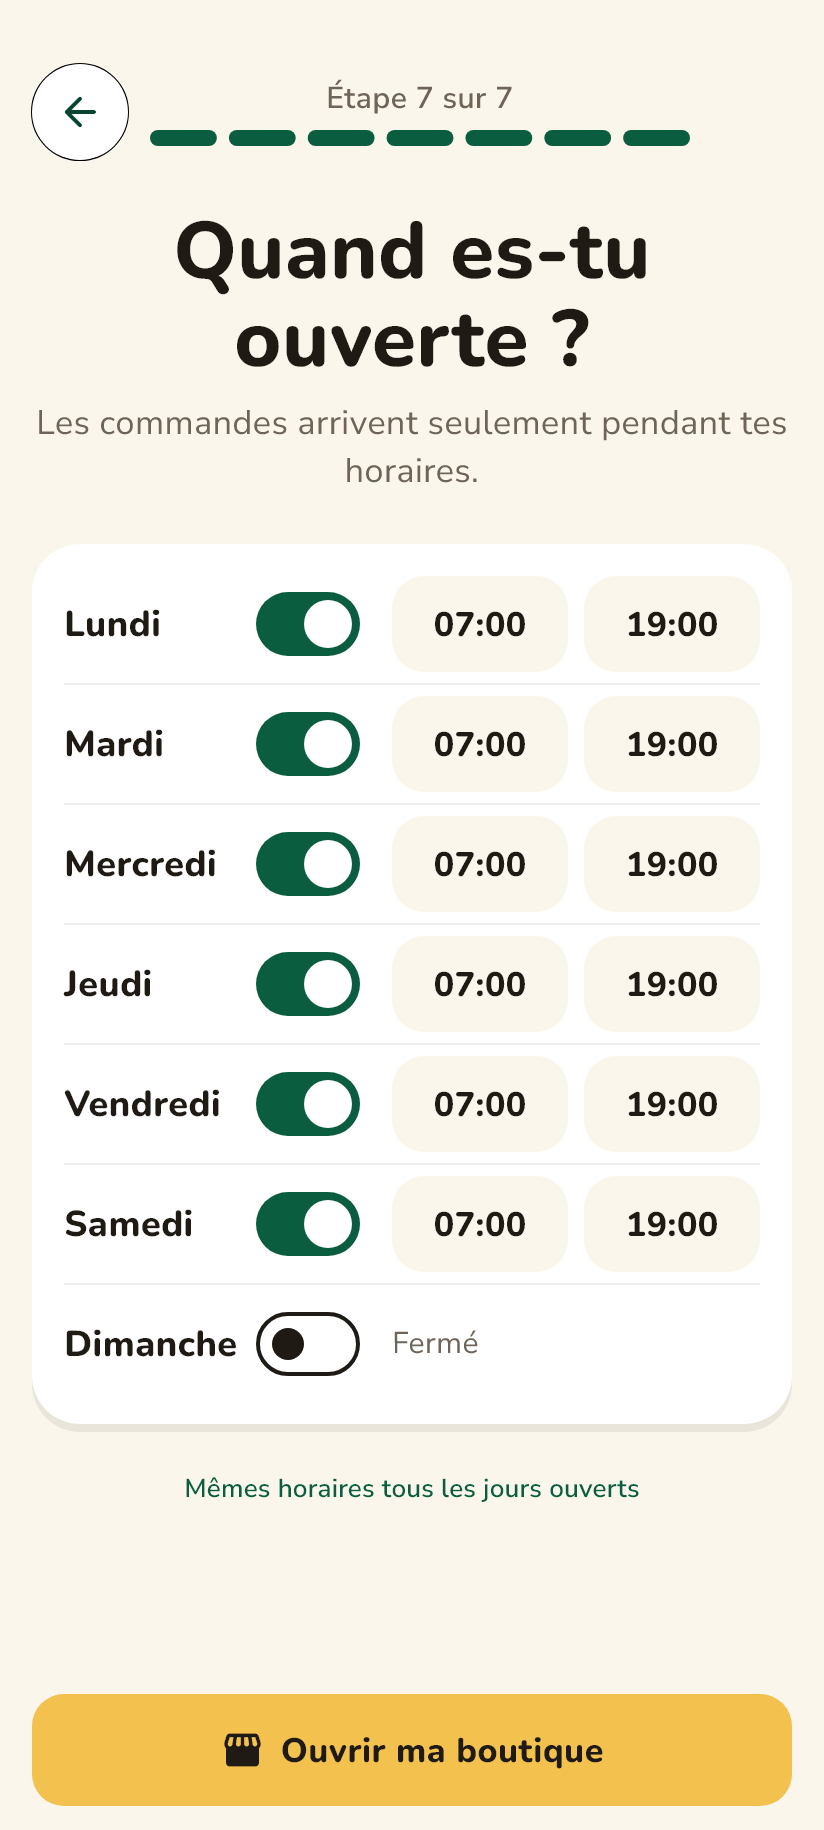 Étape 7 sur 7
Quand es-tu
ouverte ?
Les commandes arrivent seulement pendant tes
horaires.
Lundi 07:00 19:00
Mardi 07:00 19:00
Mercredi 07:00 19:00
Jeudi 07:00 19:00
Vendredi 07:00 19:00
Samedi 07:00 19:00
Dimanche Fermé
Mêmes horaires tous les jours ouverts
Ouvrir ma boutique